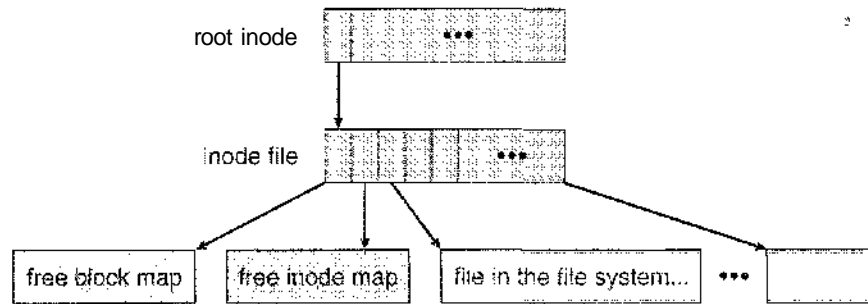 root inode
•••
inode file
•••
free block map
free inode map
file in the file system...
•••